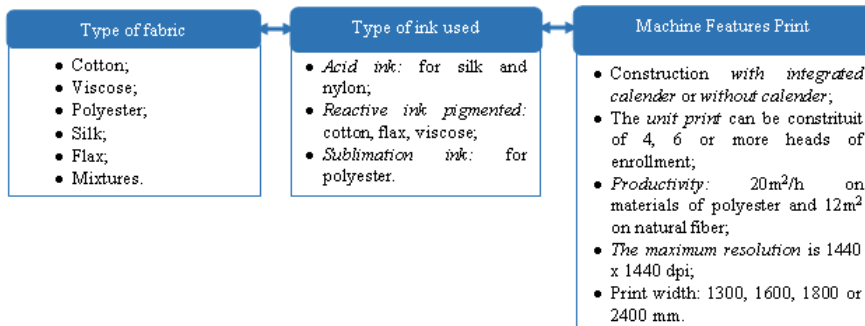 Type of fabric
• Cotton;
• Viscose;
• Polyester;
• Silk;
• Flax;
• Mixtures.
Type of ink used
• Acid ink: for silk and
nylon;
• Reactive ink pigmented:
cotton, flax, viscose;
• Sublimation ink: for
polyester.
Machine Features Print
• Construction with integrated
calender or without calender;
• The unit print can be constrituit
of 4, 6 or more heads of
enrollment;
• Productivity: 20m²/h on
materials of polyester and 12m²
on natural fiber;
• The maximum resolution is 1440
x 1440 dpi;
• Print width: 1300, 1600, 1800 or
2400 mm.